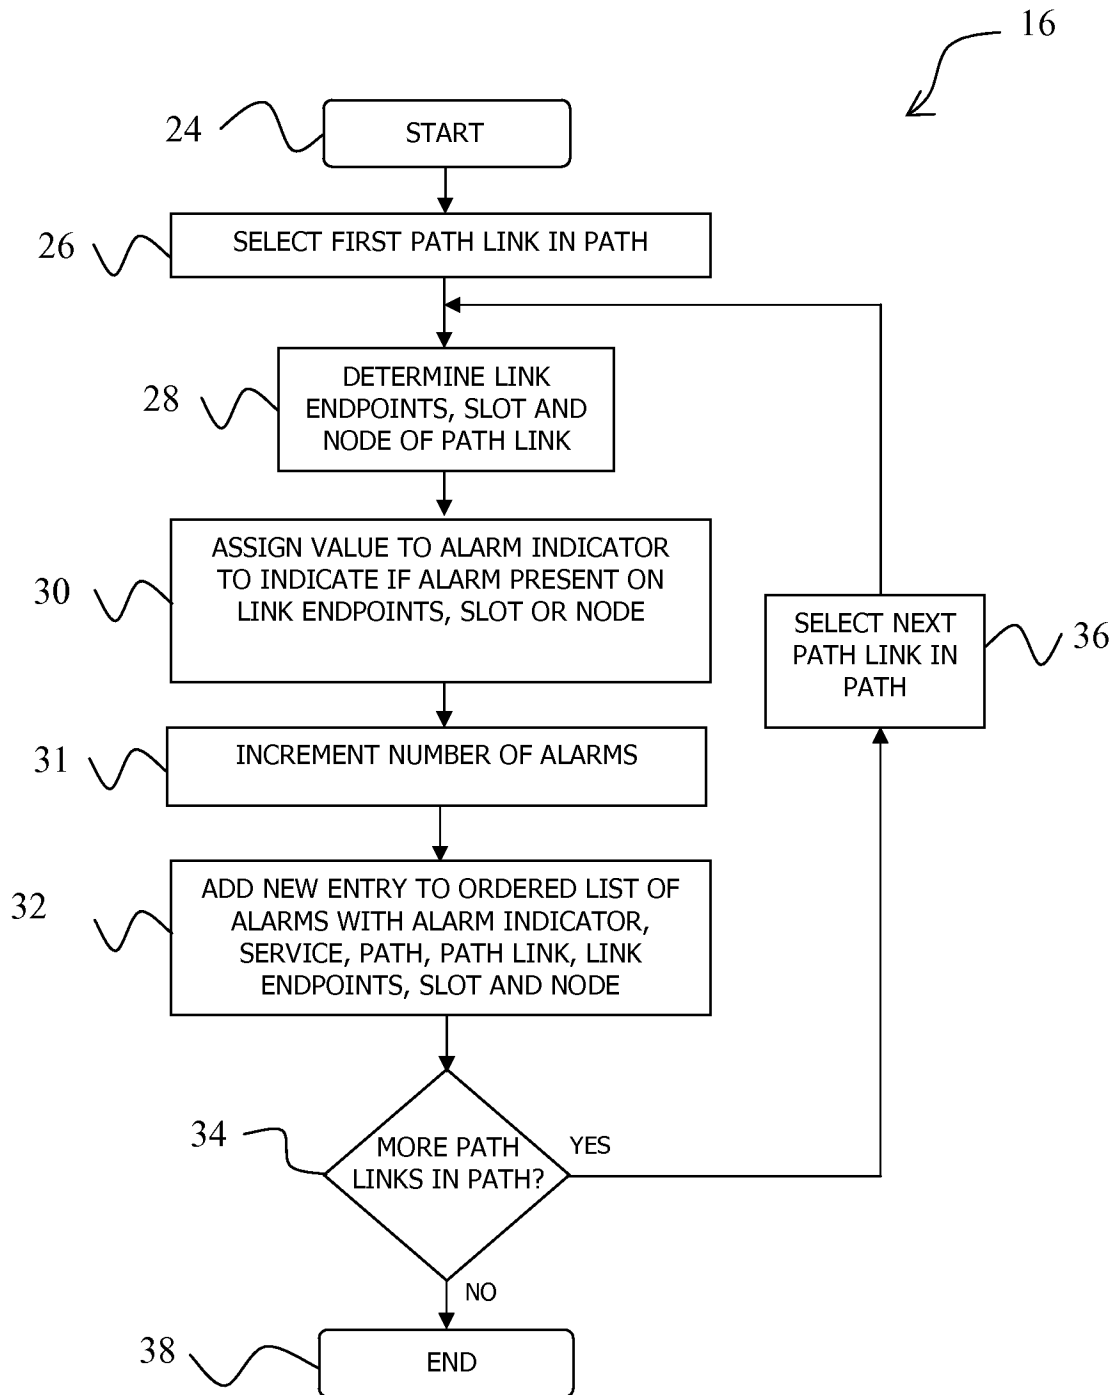 16
24
START
26
SELECT FIRST PATH LINK IN PATH
28
DETERMINE LINK
ENDPOINTS, SLOT AND
NODE OF PATH LINK
30
ASSIGN VALUE TO ALARM INDICATOR
TO INDICATE IF ALARM PRESENT ON
LINK ENDPOINTS, SLOT OR NODE
SELECT NEXT
PATH LINK IN
PATH
36
31
INCREMENT NUMBER OF ALARMS
32
ADD NEW ENTRY TO ORDERED LIST OF
ALARMS WITH ALARM INDICATOR,
SERVICE, PATH, PATH LINK, LINK
ENDPOINTS, SLOT AND NODE
34
MORE PATH
LINKS IN PATH?
YES
NO
38
END